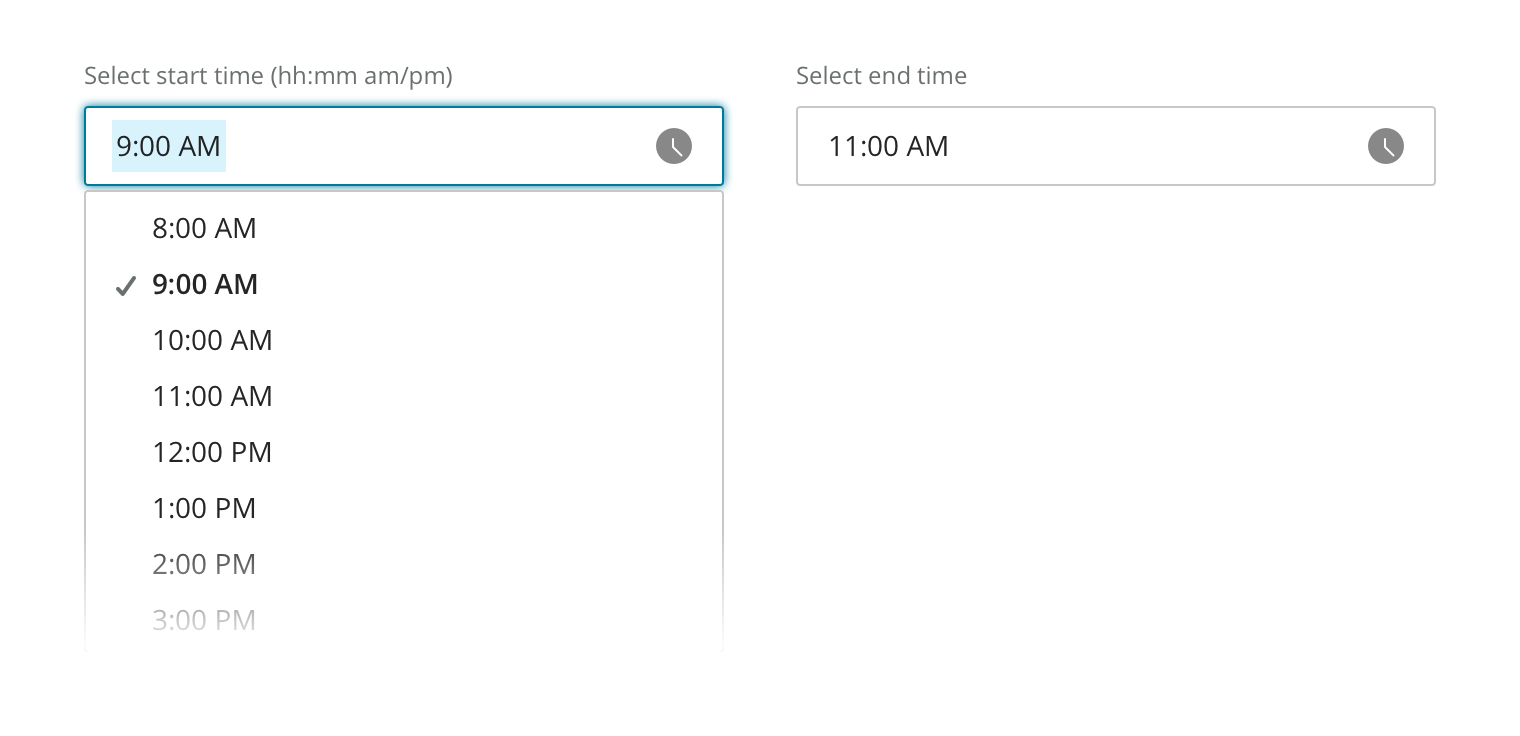 Select start time (hh:mm am/pm)
9:00 AM
8:00 AM
9:00 AM
10:00 AM
11:00 AM
12:00 PM
1:00 PM
2:00 PM
3:00 PM
Select end time
11:00 AM